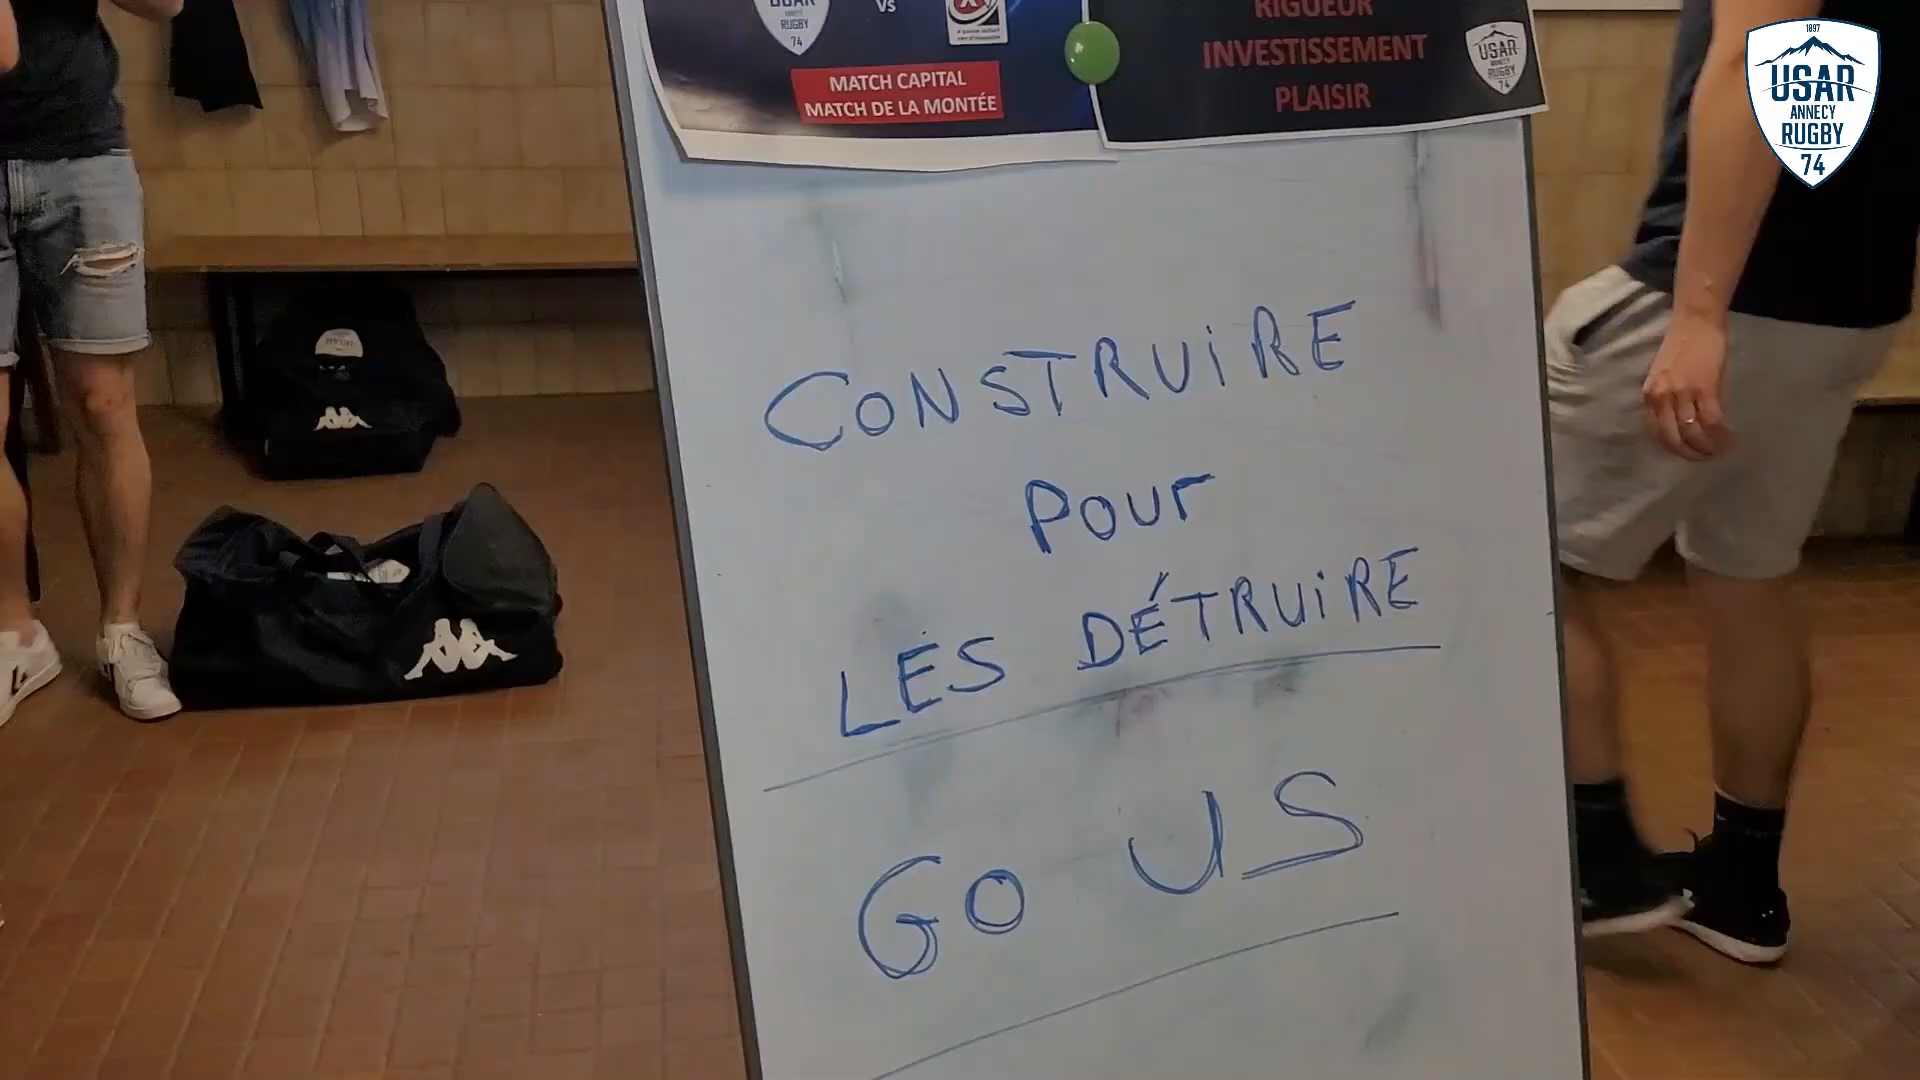 USAR
RUGBY
74
Vs
MATCH CAPITAL
MATCH DE LA MONTÉE
RIGUEUR
INVESTISSEMENT
PLAISIR
USAR
ANNECY
RUGBY
74
1897
USAR
ANNECY
RUGBY
74
CONSTRUIRE
POUr
LES DÉTRUiRE
GO US